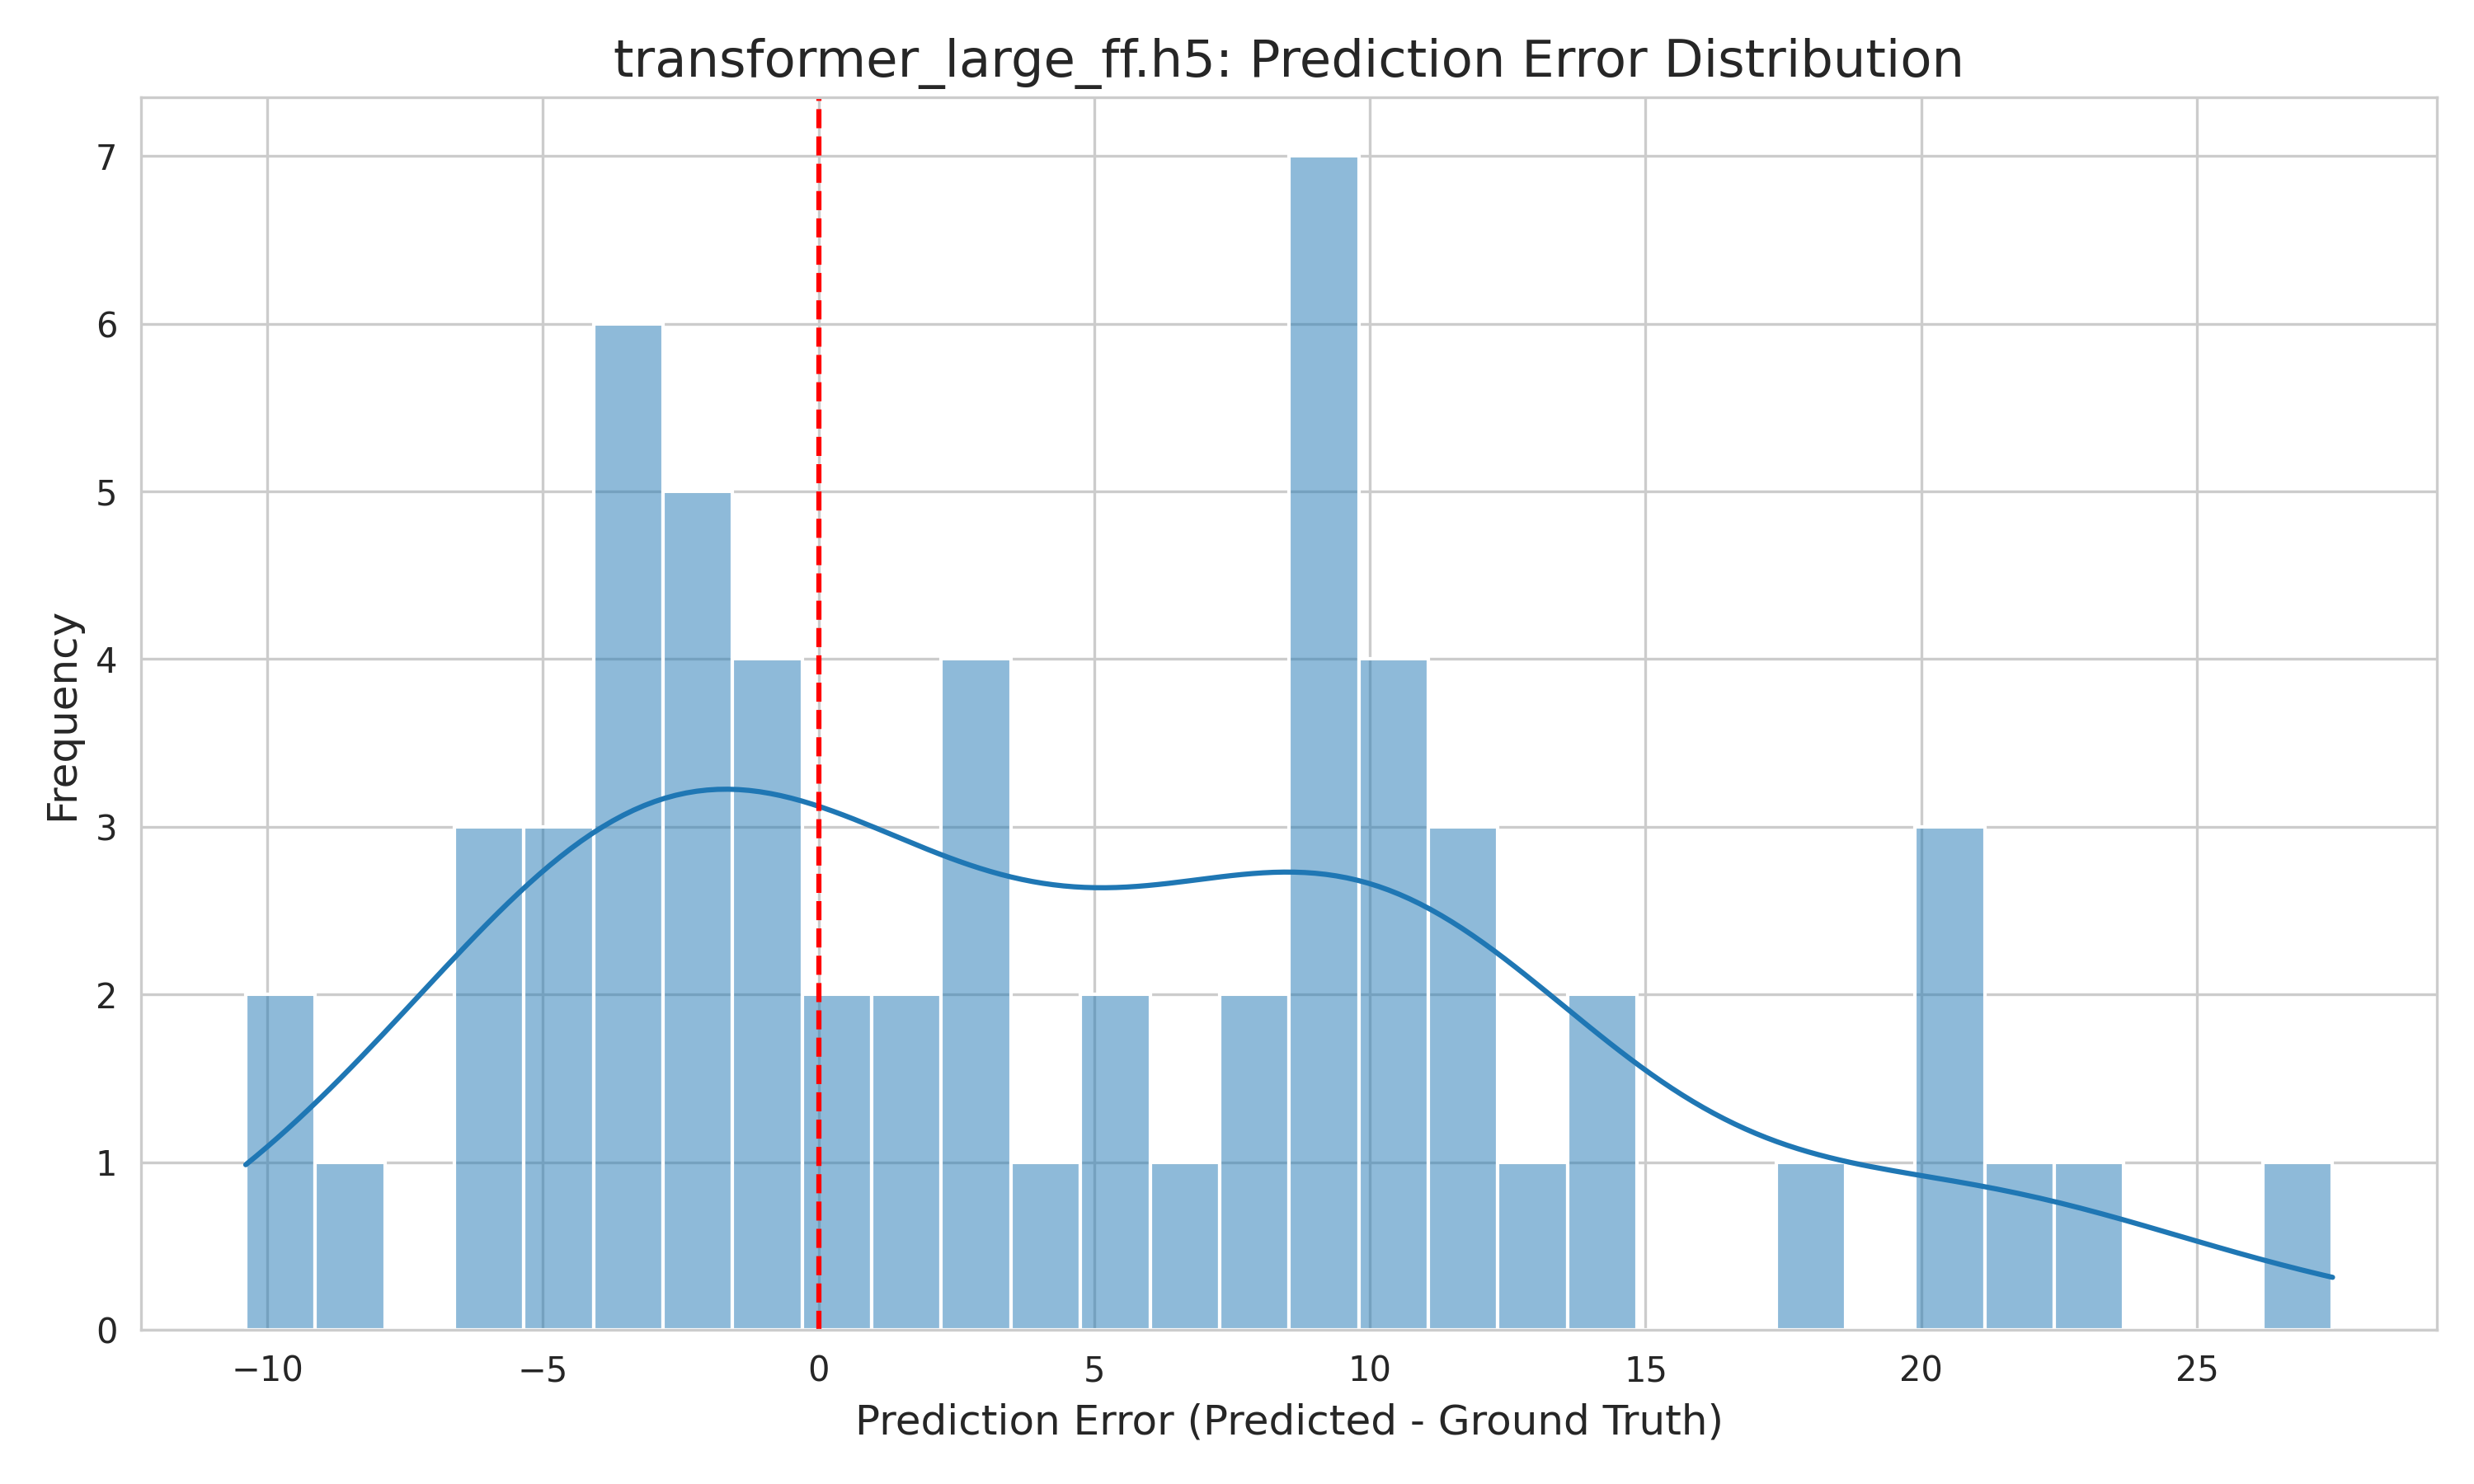 transformer_large_ff.h5: Prediction Error Distribution
Frequency
7
6
5
4
3
2
1
0
−10 −5 0 5 10 15 20 25
Prediction Error (Predicted - Ground Truth)